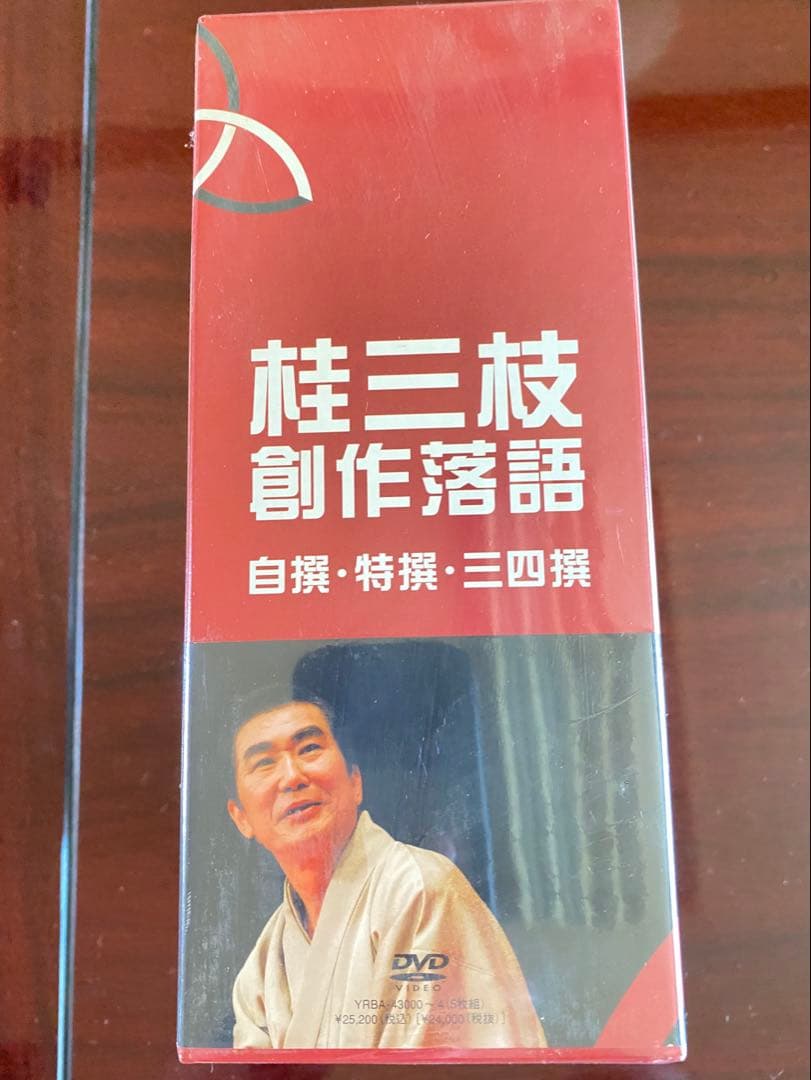 桂三枝
創作落語
自撰・特撰・三四撰
DVD
VIDEO
YRBA-43000～4（5枚組）
¥25,200（税込）［¥24,000（税抜）］